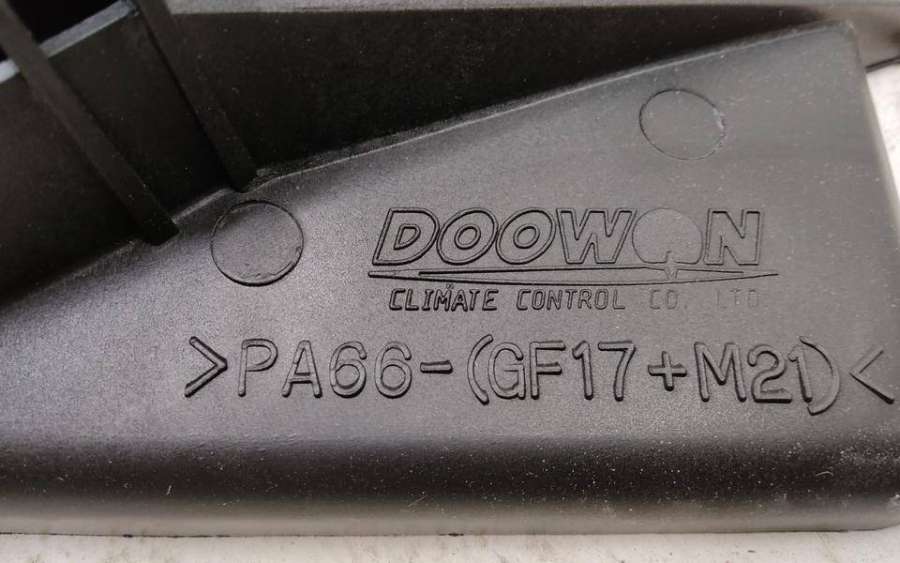 DOOWON
CLIMATE CONTROL CO. LTD
>PA66-(GF17+M21)<